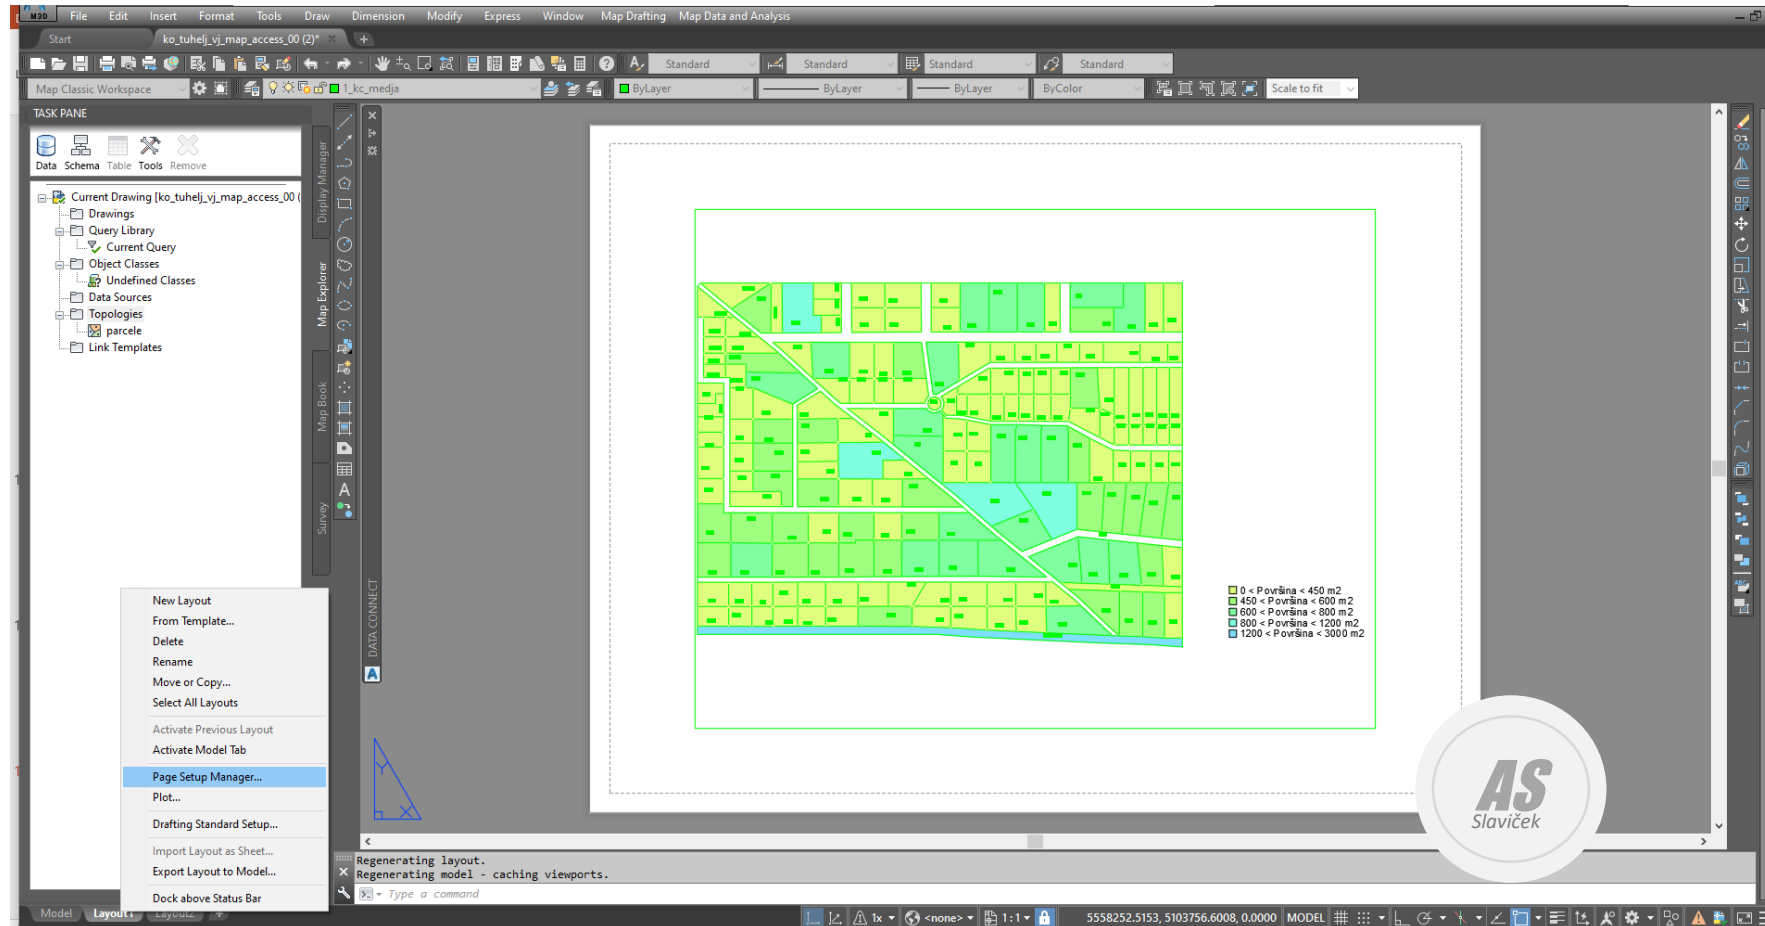 M3D File Edit Insert Format Tools Draw Dimension Modify Express Window Map Drafting Map Data and Analysis
Start ko_tuhelj_vj_map_access_00 (2)*
Standard Standard Standard Standard
Map Classic Workspace 1_kc_medja ByLayer ByLayer ByLayer ByColor Scale to fit
TASK PANE
Data Schema Table Tools Remove
Current Drawing [ko_tuhelj_vj_map_access_00 (
Drawings
Query Library
Current Query
Object Classes
Undefined Classes
Data Sources
Topologies
parcele
Link Templates
Display Manager
Map Explorer
Map Book
Survey
DATA CONNECT
A
New Layout
From Template...
Delete
Rename
Move or Copy...
Select All Layouts
Activate Previous Layout
Activate Model Tab
Page Setup Manager...
Plot...
Drafting Standard Setup...
Import Layout as Sheet...
Export Layout to Model...
Dock above Status Bar
Y
X
0 < Površina < 450 m2
450 < Površina < 600 m2
600 < Površina < 800 m2
800 < Površina < 1200 m2
1200 < Površina < 3000 m2
AS
Slaviček
Regenerating layout.
Regenerating model - caching viewports.
Type a command
Model Layout1 Layout2 +
1x <none> 1:1 5558252.5153, 5103756.6008, 0.0000 MODEL